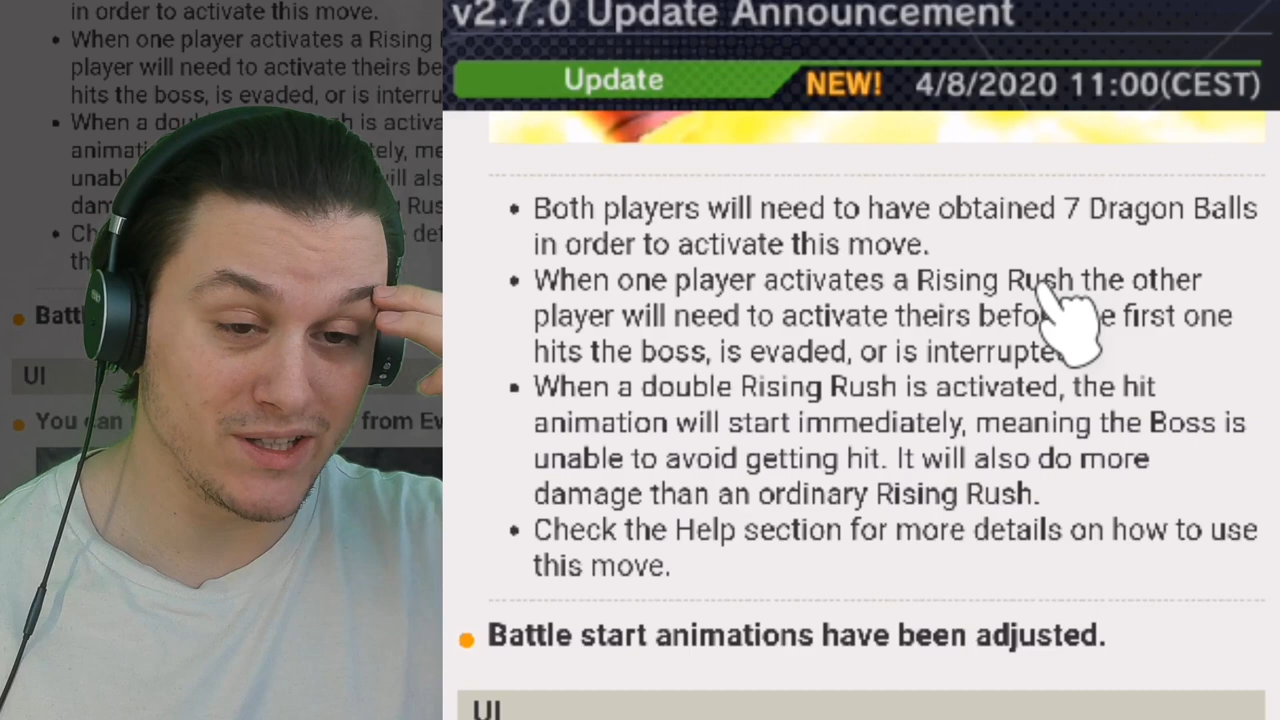 in order to activate this move.
• When one player activates a Rising
player will need to activate theirs be
hits the boss, is evaded, or is interru
• When a is activa
unabl
UI
v2.7.0 Update Announcement
Update NEW! 4/8/2020 11:00(CEST)
• Both players will need to have obtained 7 Dragon Balls
in order to activate this move.
• When one player activates a Rising Rush the other
player will need to activate theirs before the first one
hits the boss, is evaded, or is interrupted
• When a double Rising Rush is activated, the hit
animation will start immediately, meaning the Boss is
unable to avoid getting hit. It will also do more
damage than an ordinary Rising Rush.
• Check the Help section for more details on how to use
this move.
Battle start animations have been adjusted.
UI